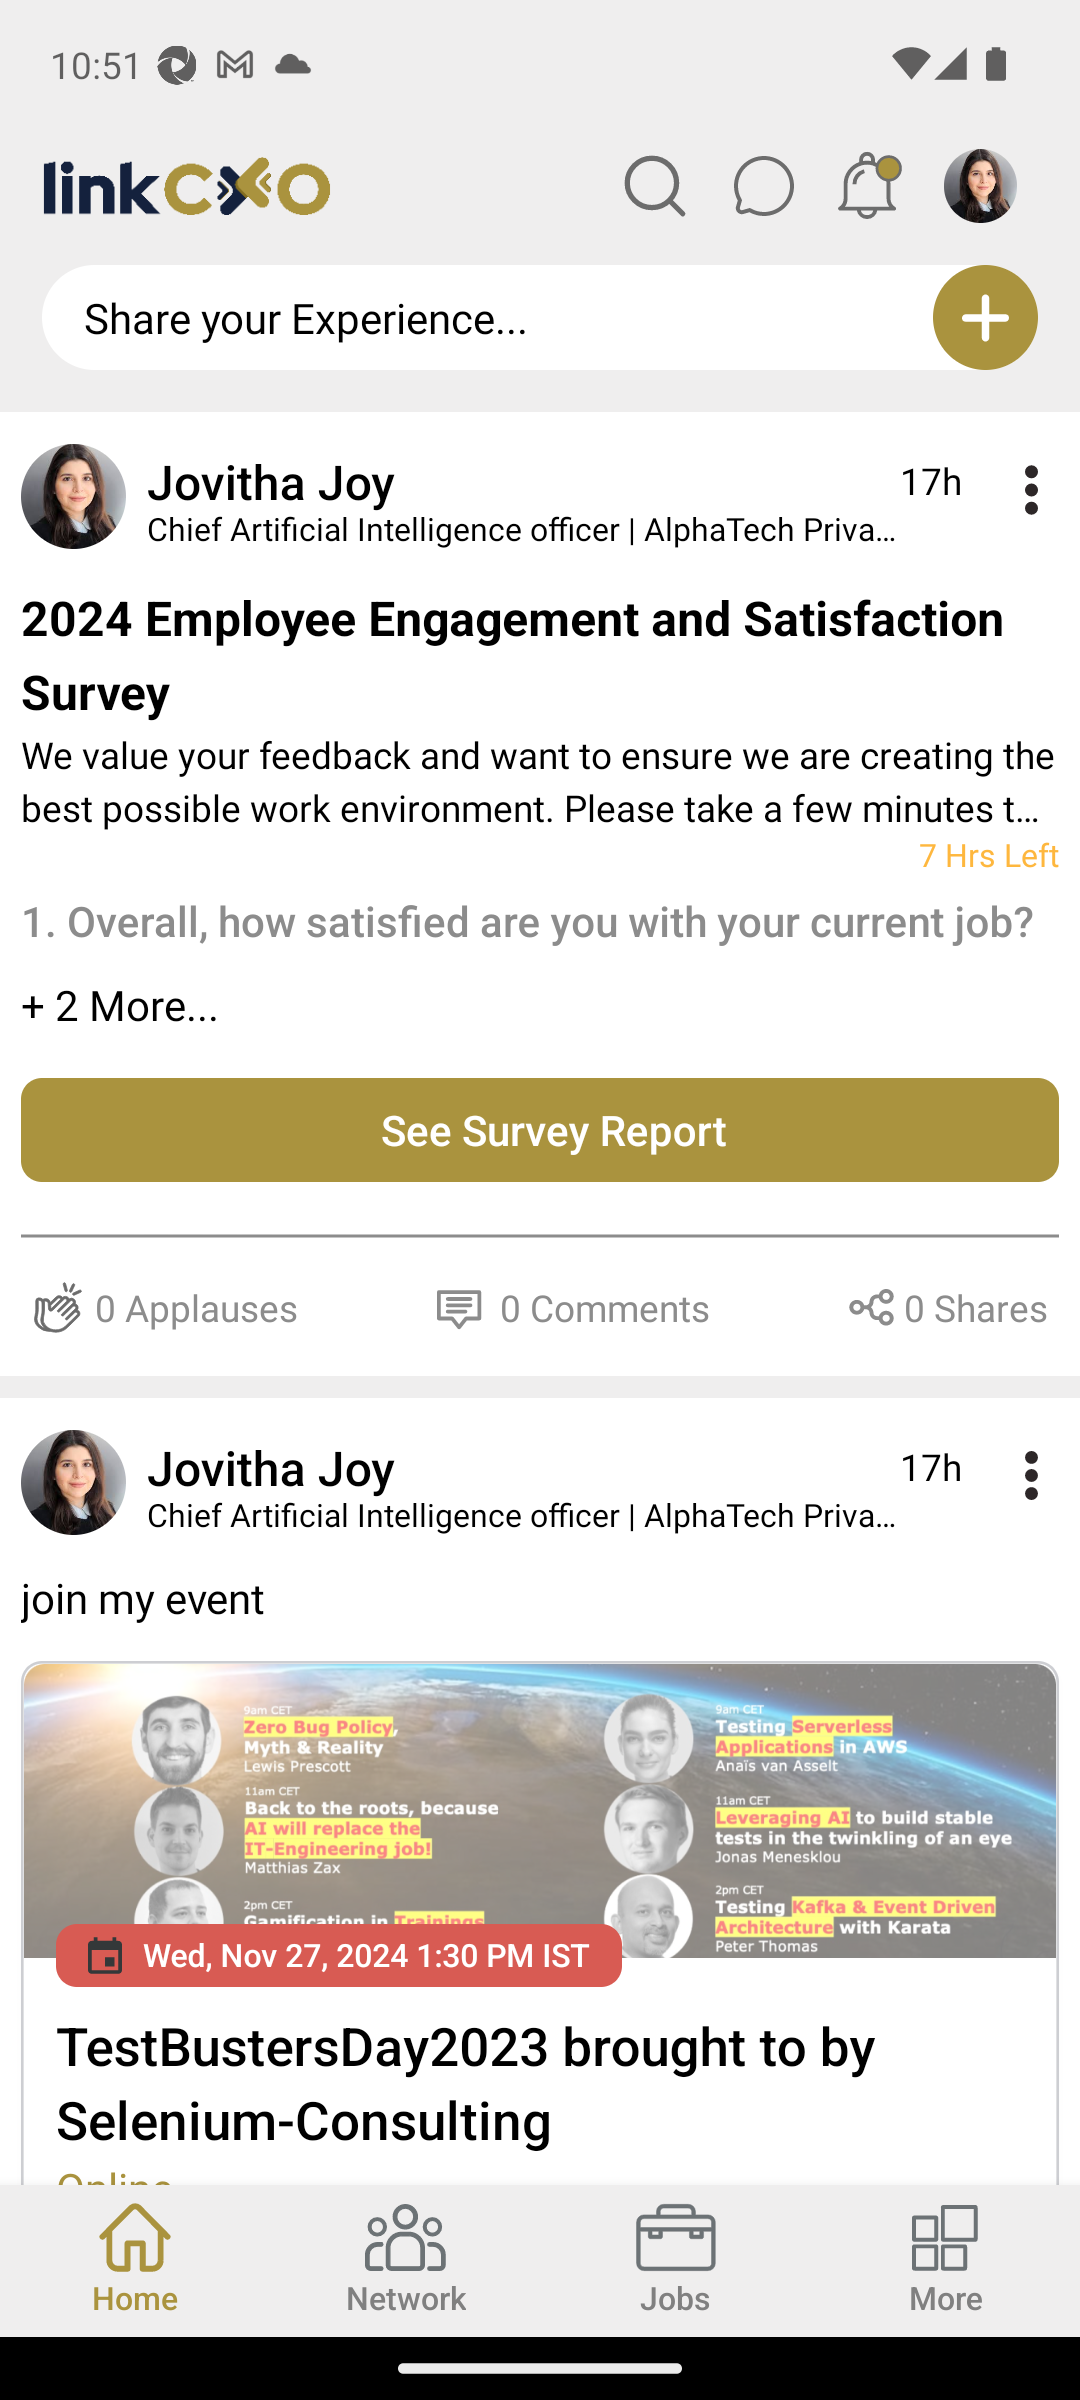 10:51
linkCXO
Share your Experience...
Jovitha Joy
17h
Chief Artificial Intelligence officer | AlphaTech Priva...
2024 Employee Engagement and Satisfaction
Survey
We value your feedback and want to ensure we are creating the
best possible work environment. Please take a few minutes t...
7 Hrs Left
1. Overall, how satisfied are you with your current job?
+ 2 More...
See Survey Report
0 Applauses
0 Comments
0 Shares
Jovitha Joy
17h
Chief Artificial Intelligence officer | AlphaTech Priva...
join my event
9am CET
Zero Bug Policy,
Myth & Reality
Lewis Prescott
11am CET
Back to the roots, because
AI will replace the
IT-Engineering job!
Matthias Zax
2pm CET
Gamification in Trainings
9am CET
Testing Serverless
Applications in AWS
Anaïs van Asselt
11am CET
Leveraging AI to build stable
tests in the twinkling of an eye
Jonas Menesklou
2pm CET
Testing Kafka & Event Driven
Architecture with Karata
Peter Thomas
Wed, Nov 27, 2024 1:30 PM IST
TestBustersDay2023 brought to by
Selenium-Consulting
Online
Home
Network
Jobs
More